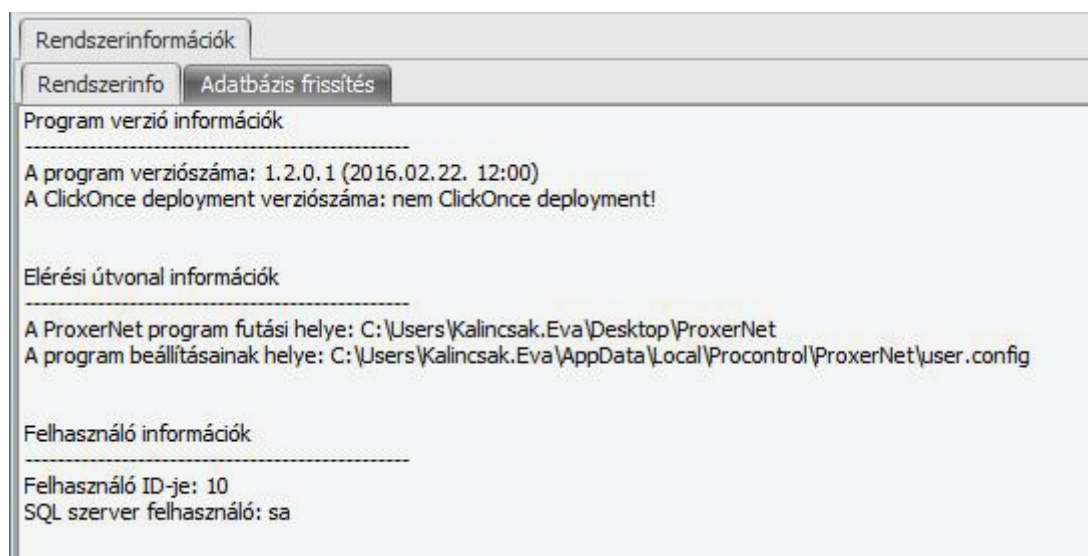 Rendszerinformációk
Rendszerinfo Adatbázis frissítés
Program verzió információk
------------------------------------------------
A program verziószáma: 1.2.0.1 (2016.02.22. 12:00)
A ClickOnce deployment verziószáma: nem ClickOnce deployment!
Elérési útvonal információk
------------------------------------------------
A ProxerNet program futási helye: C:\Users\Kalincsak.Eva\Desktop\ProxerNet
A program beállításainak helye: C:\Users\Kalincsak.Eva\AppData\Local\Procontrol\ProxerNet\user.config
Felhasználó információk
------------------------------------------------
Felhasználó ID-je: 10
SQL szerver felhasználó: sa